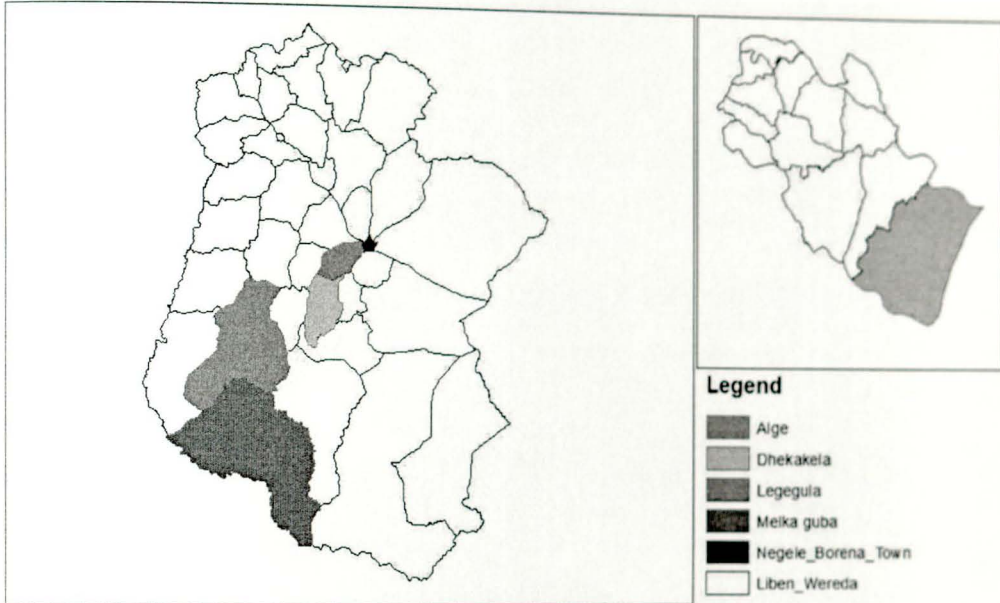 Legend
Alge
Dhekakela
Legegula
Melka guba
Negele_Borena_Town
Liben_Wereda